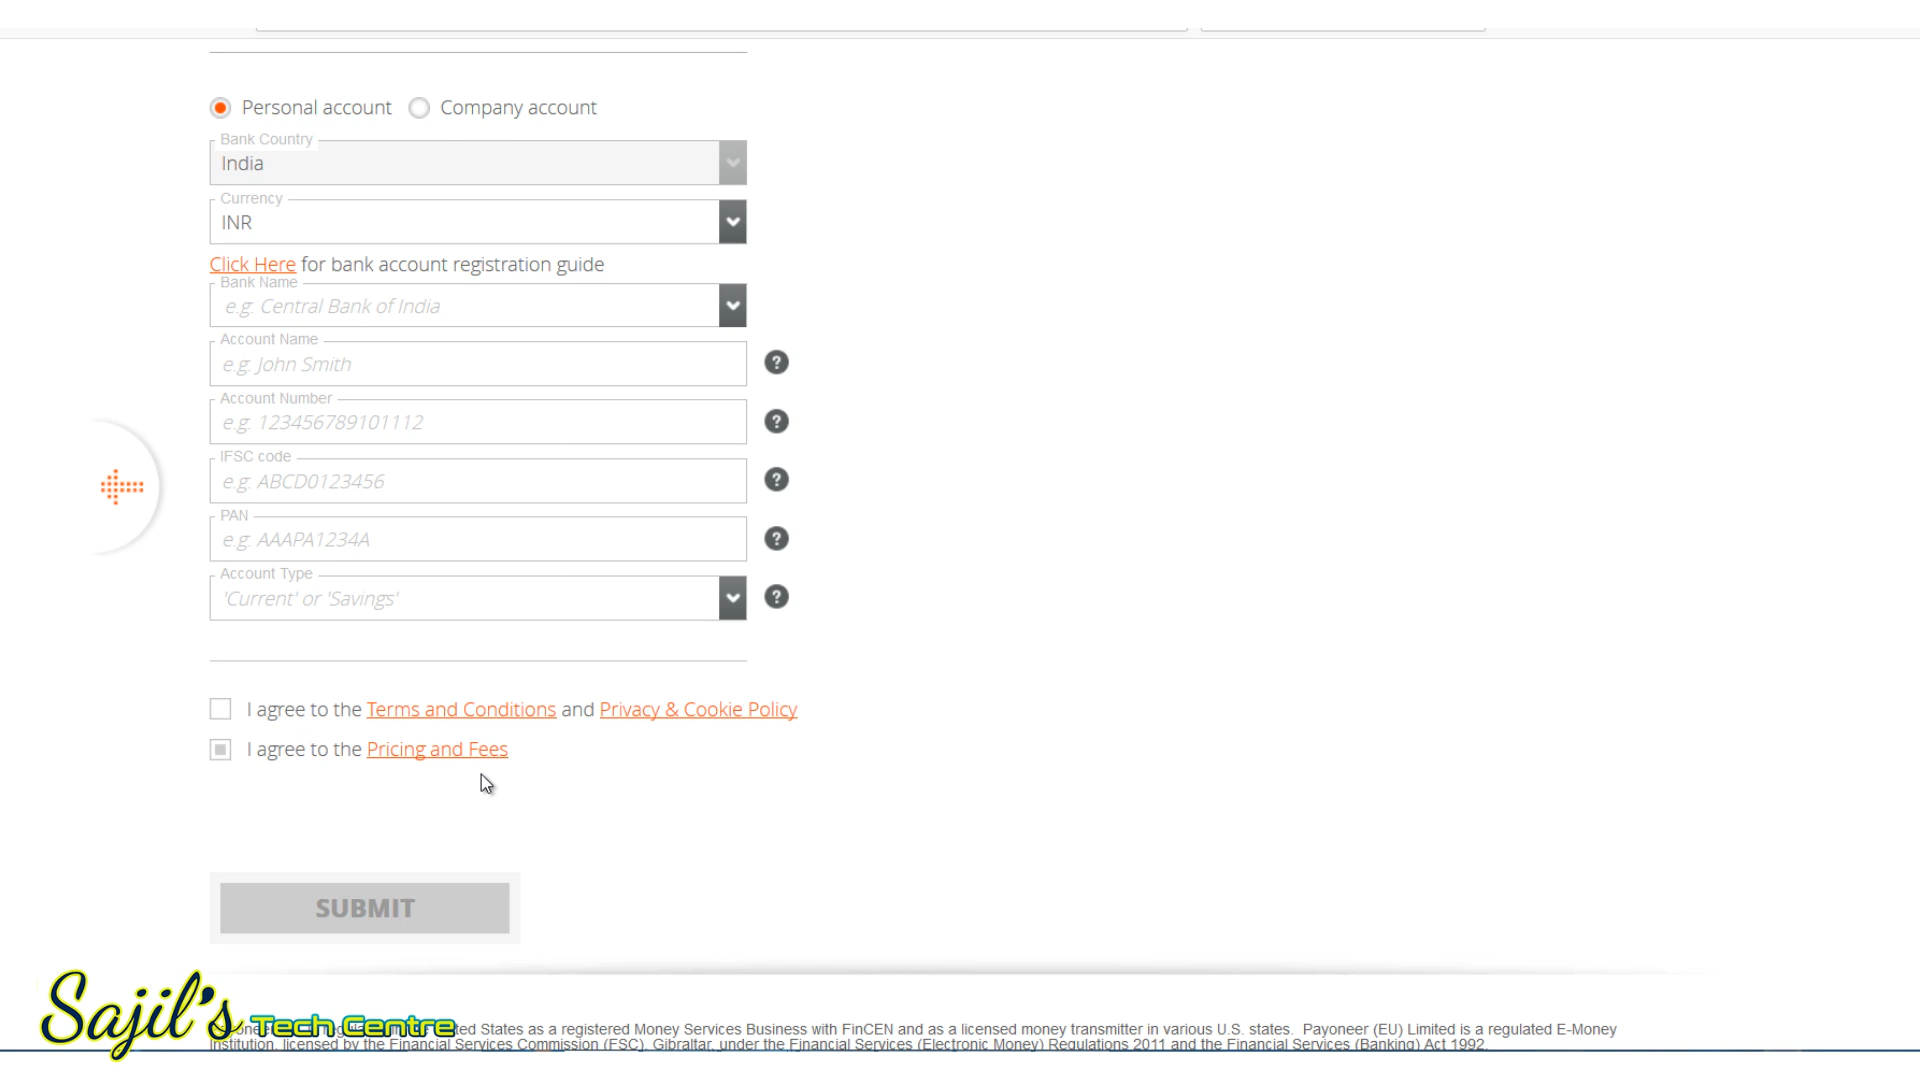 Personal account Company account
Bank Country
India
Currency
INR
Click Here for bank account registration guide
Bank Name
e.g. Central Bank of India
Account Name
e.g. John Smith
?
Account Number
e.g. 123456789101112
?
IFSC code
e.g. ABCD0123456
?
PAN
e.g. AAAPA1234A
?
Account Type
'Current' or 'Savings'
?
I agree to the Terms and Conditions and Privacy & Cookie Policy
I agree to the Pricing and Fees
SUBMIT
Sajil's Tech Centre
States as a registered Money Services Business with FinCEN and as a licensed money transmitter in various U.S. states. Payoneer (EU) Limited is a regulated E-Money
Institution, licensed by the Financial Services Commission (FSC), Gibraltar, under the Financial Services (Electronic Money) Regulations 2011 and the Financial Services (Banking) Act 1992.